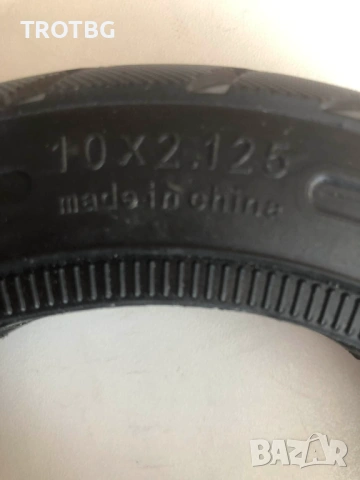 TROTBG
10X2.125
made in china
BAZAR